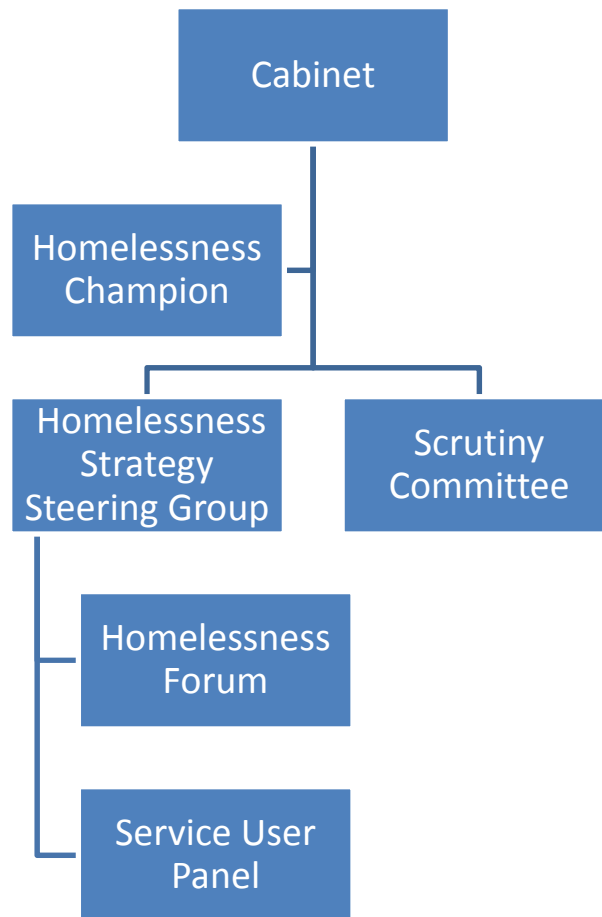 Cabinet
Homelessness
Champion
Homelessness
Strategy
Steering Group
Scrutiny
Committee
Homelessness
Forum
Service User
Panel